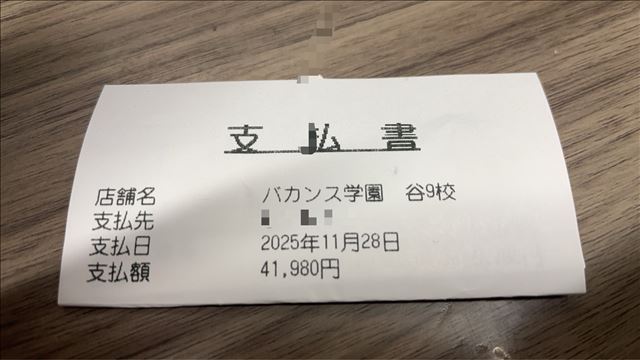 支払書
店舗名 バカンス学園 谷9校
支払先
支払日 2025年11月28日
支払額 41,980円